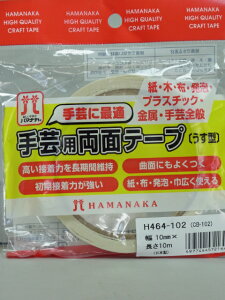 HAMANAKA
HIGH QUALITY
CRAFT TAPE
HAMANAKA
HIGH QUALITY
CRAFT TAPE
ハマナカ
手芸に最適
紙・木・布・発泡
プラスチック・
金属・手芸全般
手芸用両面テープ(うす型)
高い接着力を長期間維持
曲面にもよくつく
初期接着力が強い
紙・布・発泡・巾広く使える
HAMANAKA
H464-102 (CB-102)
幅 10mm×
長さ10m
(日本製)